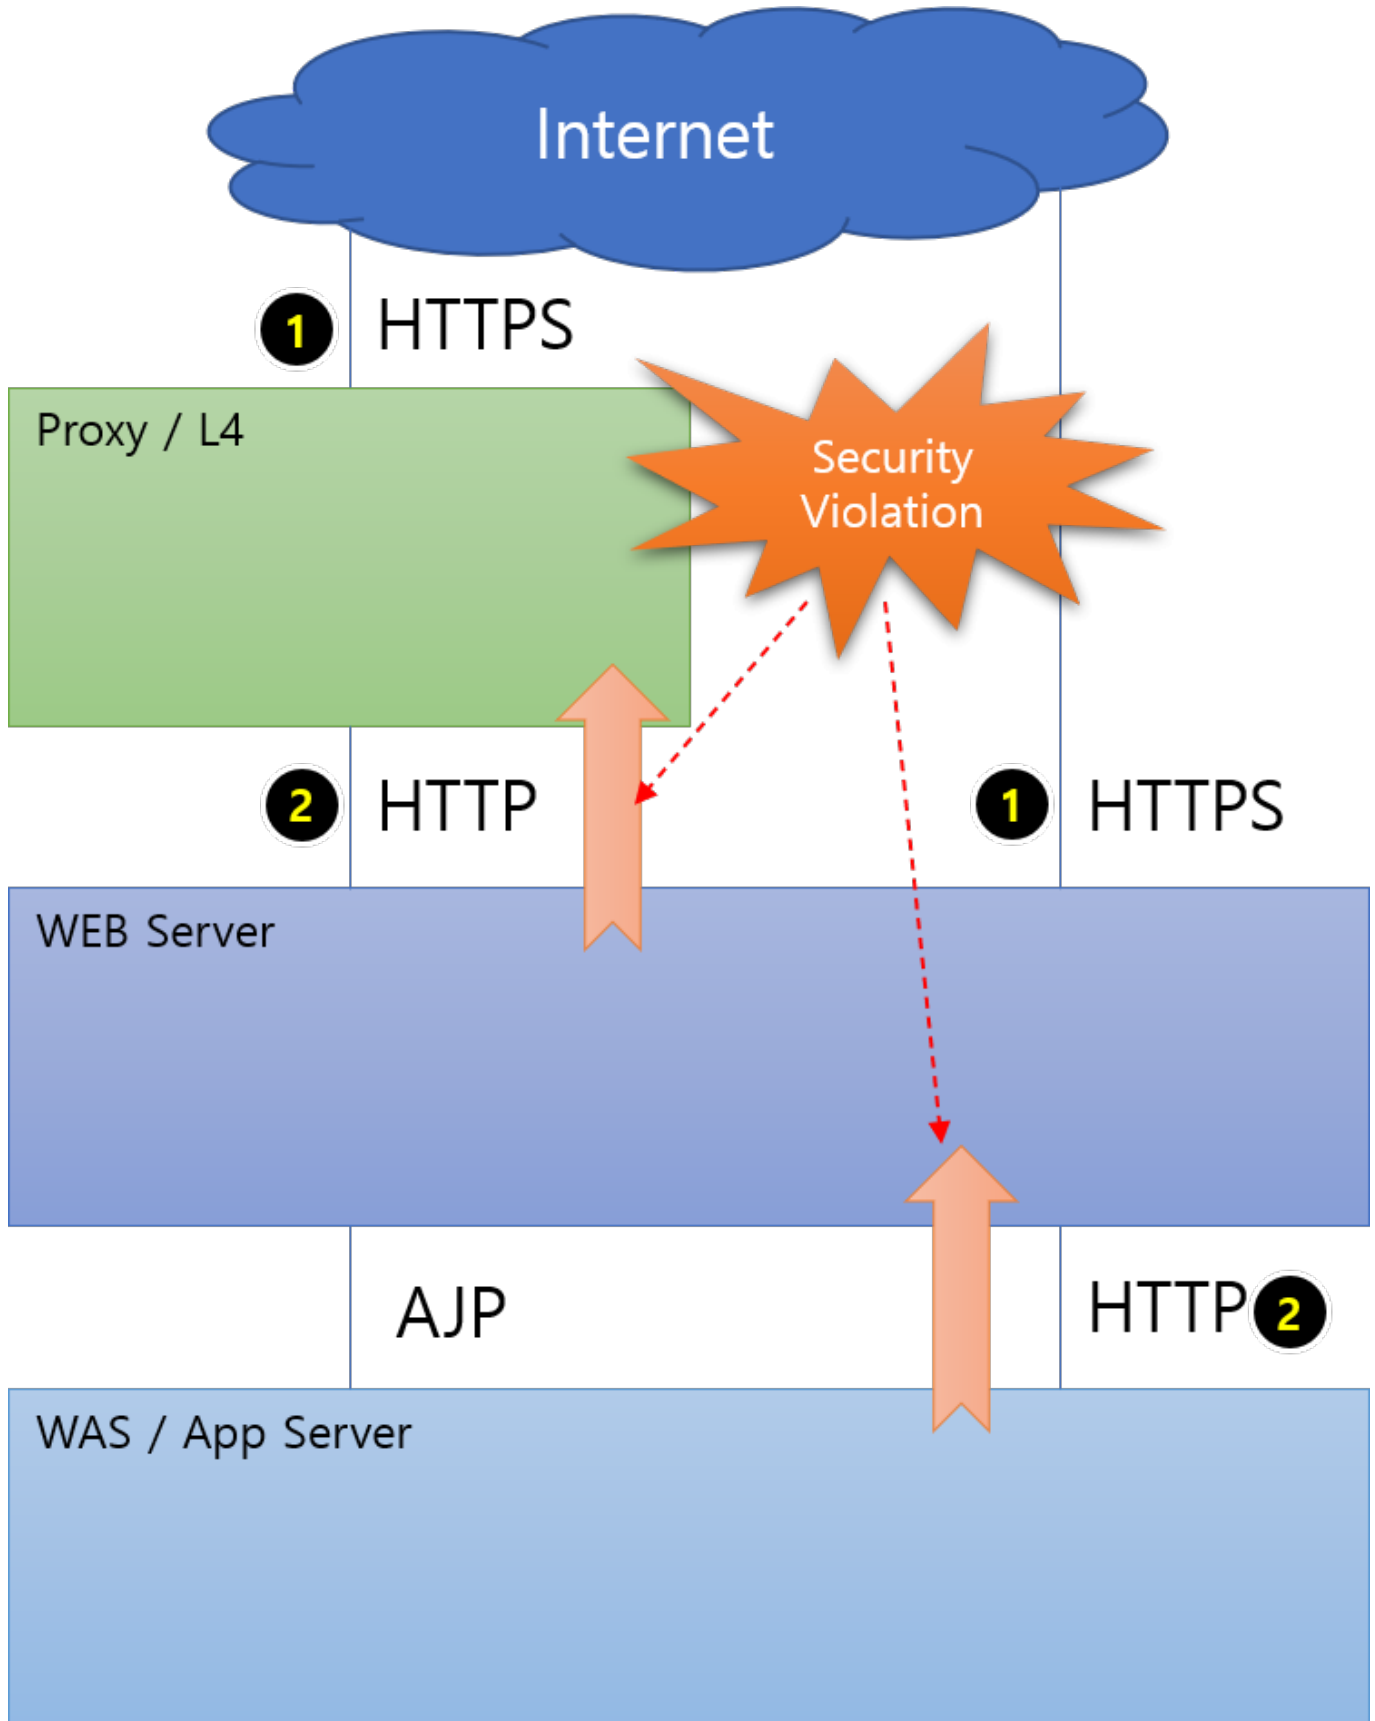 Internet
1 HTTPS
Proxy / L4
Security
Violation
2 HTTP
1 HTTPS
WEB Server
AJP
HTTP 2
WAS / App Server